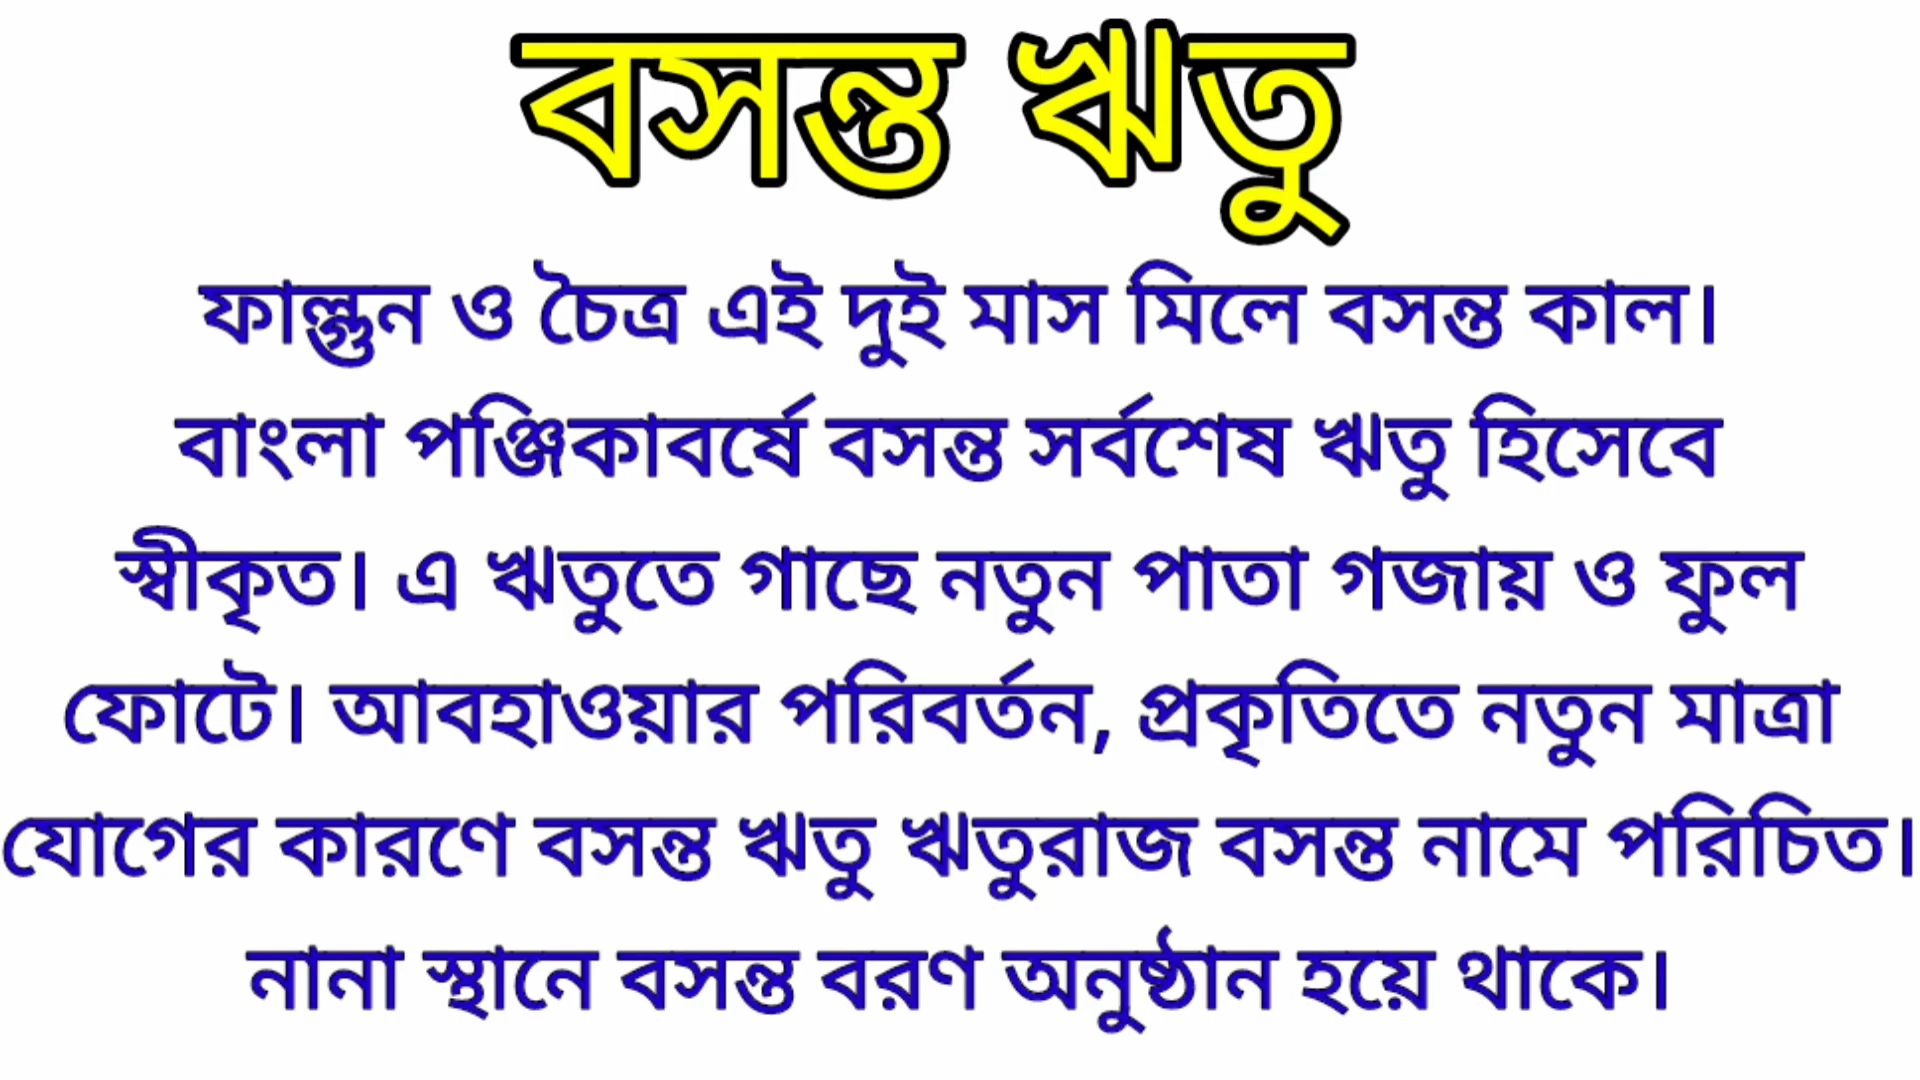 বসন্ত ঋতু
ফাল্গুন ও চৈত্র এই দুই মাস মিলে বসন্ত কাল।
বাংলা পঞ্জিকাবর্ষে বসন্ত সর্বশেষ ঋতু হিসেবে
স্বীকৃত। এ ঋতুতে গাছে নতুন পাতা গজায় ও ফুল
ফোটে। আবহাওয়ার পরিবর্তন, প্রকৃতিতে নতুন মাত্রা
যোগের কারণে বসন্ত ঋতু ঋতুরাজ বসন্ত নামে পরিচিত।
নানা স্থানে বসন্ত বরণ অনুষ্ঠান হয়ে থাকে।